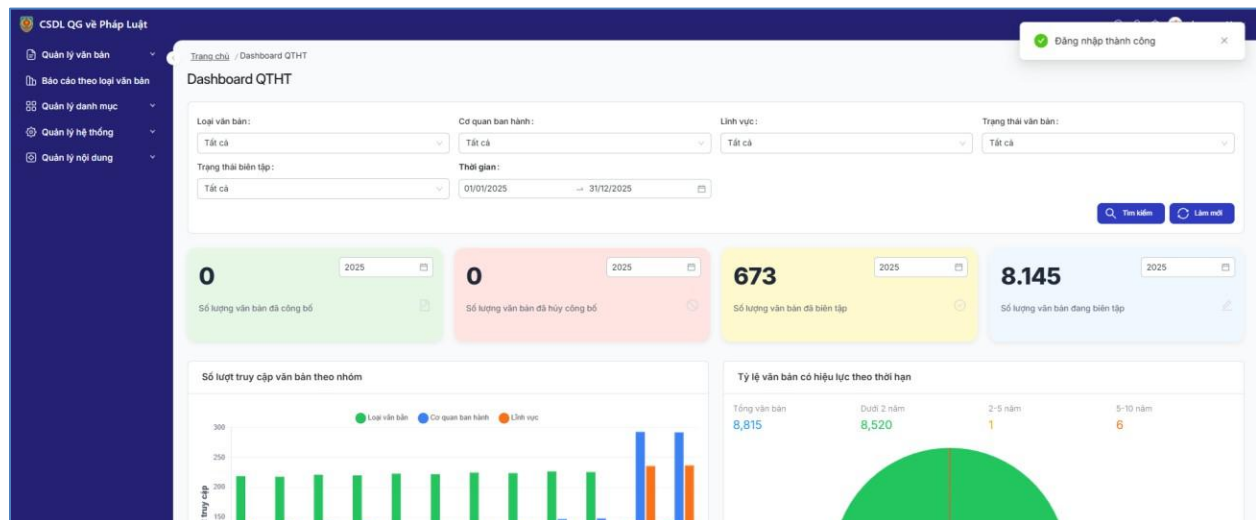 CSDL QG về Pháp Luật
Đăng nhập thành công
Quản lý văn bản
Báo cáo theo loại văn bản
Quản lý danh mục
Quản lý hệ thống
Quản lý nội dung
Trang chủ / Dashboard QTHT
Dashboard QTHT
Loại văn bản: Cơ quan ban hành: Lĩnh vực: Trạng thái văn bản:
Tất cả Tất cả Tất cả Tất cả
Trạng thái biên tập: Thời gian:
Tất cả 01/01/2025 → 31/12/2025
Tìm kiếm Làm mới
0 2025 0 2025 673 2025 8.145 2025
Số lượng văn bản đã công bố Số lượng văn bản đã hủy công bố Số lượng văn bản đã biên tập Số lượng văn bản đang biên tập
Số lượt truy cập văn bản theo nhóm Tỷ lệ văn bản có hiệu lực theo thời hạn
Loại văn bản Cơ quan ban hành Lĩnh vực
Tổng văn bản Dưới 2 năm 2-5 năm 5-10 năm
8,815 8,520 1 6
300
250
200
150
truy cập